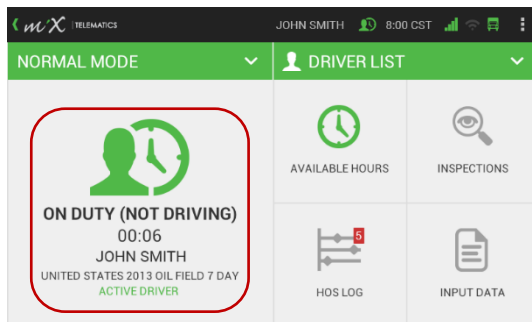 mix TELEMATICS JOHN SMITH 8:00 CST
NORMAL MODE
DRIVER LIST
ON DUTY (NOT DRIVING)
00:06
JOHN SMITH
UNITED STATES 2013 OIL FIELD 7 DAY
ACTIVE DRIVER
AVAILABLE HOURS
INSPECTIONS
5
HOS LOG
INPUT DATA